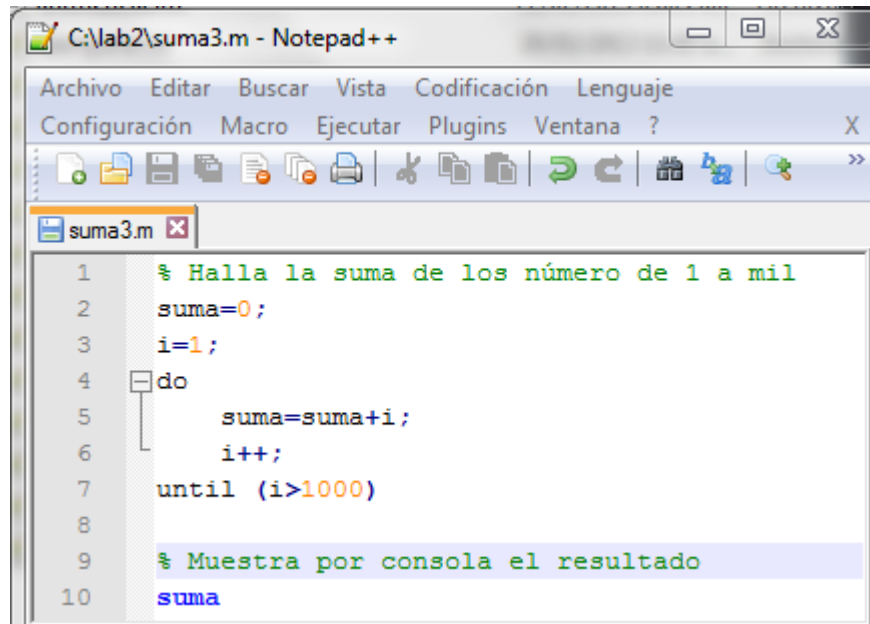 C:\lab2\suma3.m - Notepad++
Archivo Editar Buscar Vista Codificación Lenguaje
Configuración Macro Ejecutar Plugins Ventana ? X
suma3.m
1 % Halla la suma de los número de 1 a mil
2 suma=0;
3 i=1;
4 do
5 suma=suma+i;
6 i++;
7 until (i>1000)
8
9 % Muestra por consola el resultado
10 suma